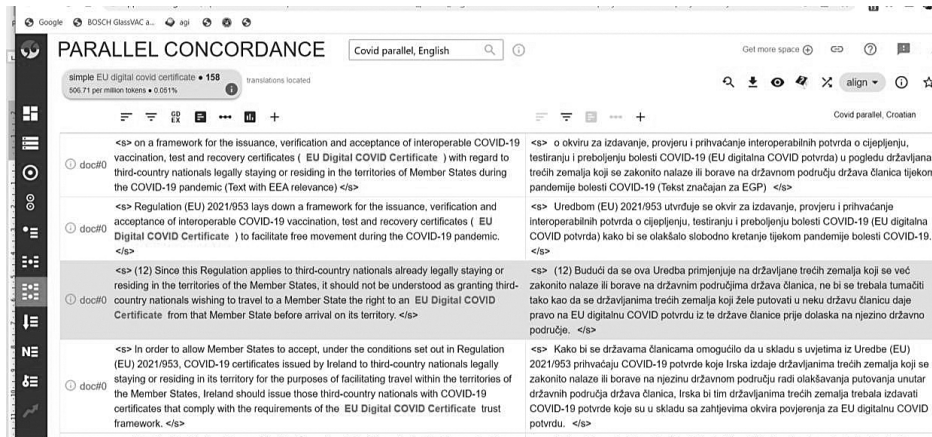 Google BOSCH GlassVAC a... agi
PARALLEL CONCORDANCE
Covid parallel, English
Get more space
simple EU digital covid certificate • 158
506.71 per million tokens • 0.051%
translations located
align
GD
EX
Covid parallel, Croatian
doc#0
<s> on a framework for the issuance, verification and acceptance of interoperable COVID-19
vaccination, test and recovery certificates ( EU Digital COVID Certificate ) with regard to
third-country nationals legally staying or residing in the territories of Member States during
the COVID-19 pandemic (Text with EEA relevance) </s>
<s> o okviru za izdavanje, provjeru i prihvaćanje interoperabilnih potvrda o cijepljenju,
testiranju i preboljenju bolesti COVID-19 (EU digitalna COVID potvrda) u pogledu državljana
trećih zemalja koji se zakonito nalaze ili borave na državnom području država članica tijekom
pandemije bolesti COVID-19 (Tekst značajan za EGP) </s>
doc#0
<s> Regulation (EU) 2021/953 lays down a framework for the issuance, verification and
acceptance of interoperable COVID-19 vaccination, test and recovery certificates ( EU
Digital COVID Certificate ) to facilitate free movement during the COVID-19 pandemic.
</s>
<s> Uredbom (EU) 2021/953 utvrđuje se okvir za izdavanje, provjeru i prihvaćanje
interoperabilnih potvrda o cijepljenju, testiranju i preboljenju bolesti COVID-19 (EU digitalna
COVID potvrda) kako bi se olakšalo slobodno kretanje tijekom pandemije bolesti COVID-19.
</s>
doc#0
<s> (12) Since this Regulation applies to third-country nationals already legally staying or
residing in the territories of the Member States, it should not be understood as granting third-
country nationals wishing to travel to a Member State the right to an EU Digital COVID
Certificate from that Member State before arrival on its territory. </s>
<s> (12) Budući da se ova Uredba primjenjuje na državljane trećih zemalja koji se već
zakonito nalaze ili borave na državnim područjima država članica, ne bi se trebala tumačiti
tako kao da se državljanima trećih zemalja koji žele putovati u neku državu članicu daje
pravo na EU digitalnu COVID potvrdu iz te države članice prije dolaska na njezino državno
područje. </s>
doc#0
<s> In order to allow Member States to accept, under the conditions set out in Regulation
(EU) 2021/953, COVID-19 certificates issued by Ireland to third-country nationals legally
staying or residing in its territory for the purposes of facilitating travel within the territories of
the Member States, Ireland should issue those third-country nationals with COVID-19
certificates that comply with the requirements of the EU Digital COVID Certificate trust
framework. </s>
<s> Kako bi se državama članicama omogućilo da u skladu s uvjetima iz Uredbe (EU)
2021/953 prihvaćaju COVID-19 potvrde koje Irska izdaje državljanima trećih zemalja koji se
zakonito nalaze ili borave na njezinu državnom području radi olakšavanja putovanja unutar
državnih područja država članica, Irska bi tim državljanima trećih zemalja trebala izdavati
COVID-19 potvrde koje su u skladu sa zahtjevima okvira povjerenja za EU digitalnu COVID
potvrdu. </s>